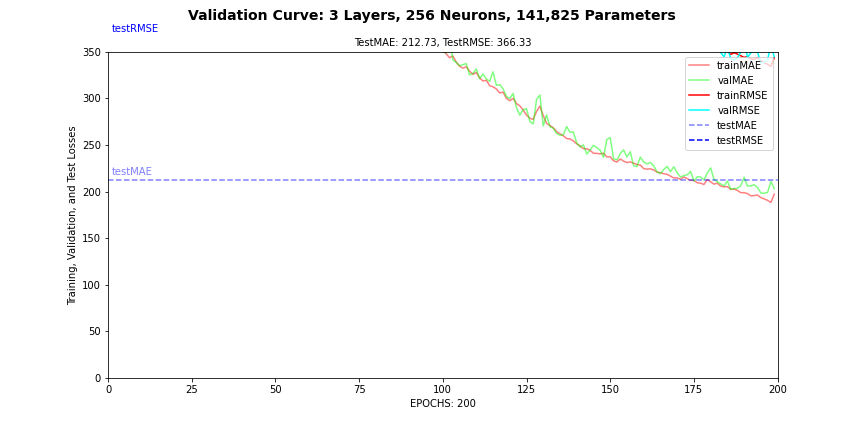 Validation Curve: 3 Layers, 256 Neurons, 141,825 Parameters
testRMSE
TestMAE: 212.73, TestRMSE: 366.33
350
300
250
200
150
100
50
0
Training, Validation, and Test Losses
testMAE
trainMAE
valMAE
trainRMSE
valRMSE
testMAE
testRMSE
0 25 50 75 100 125 150 175 200
EPOCHS: 200